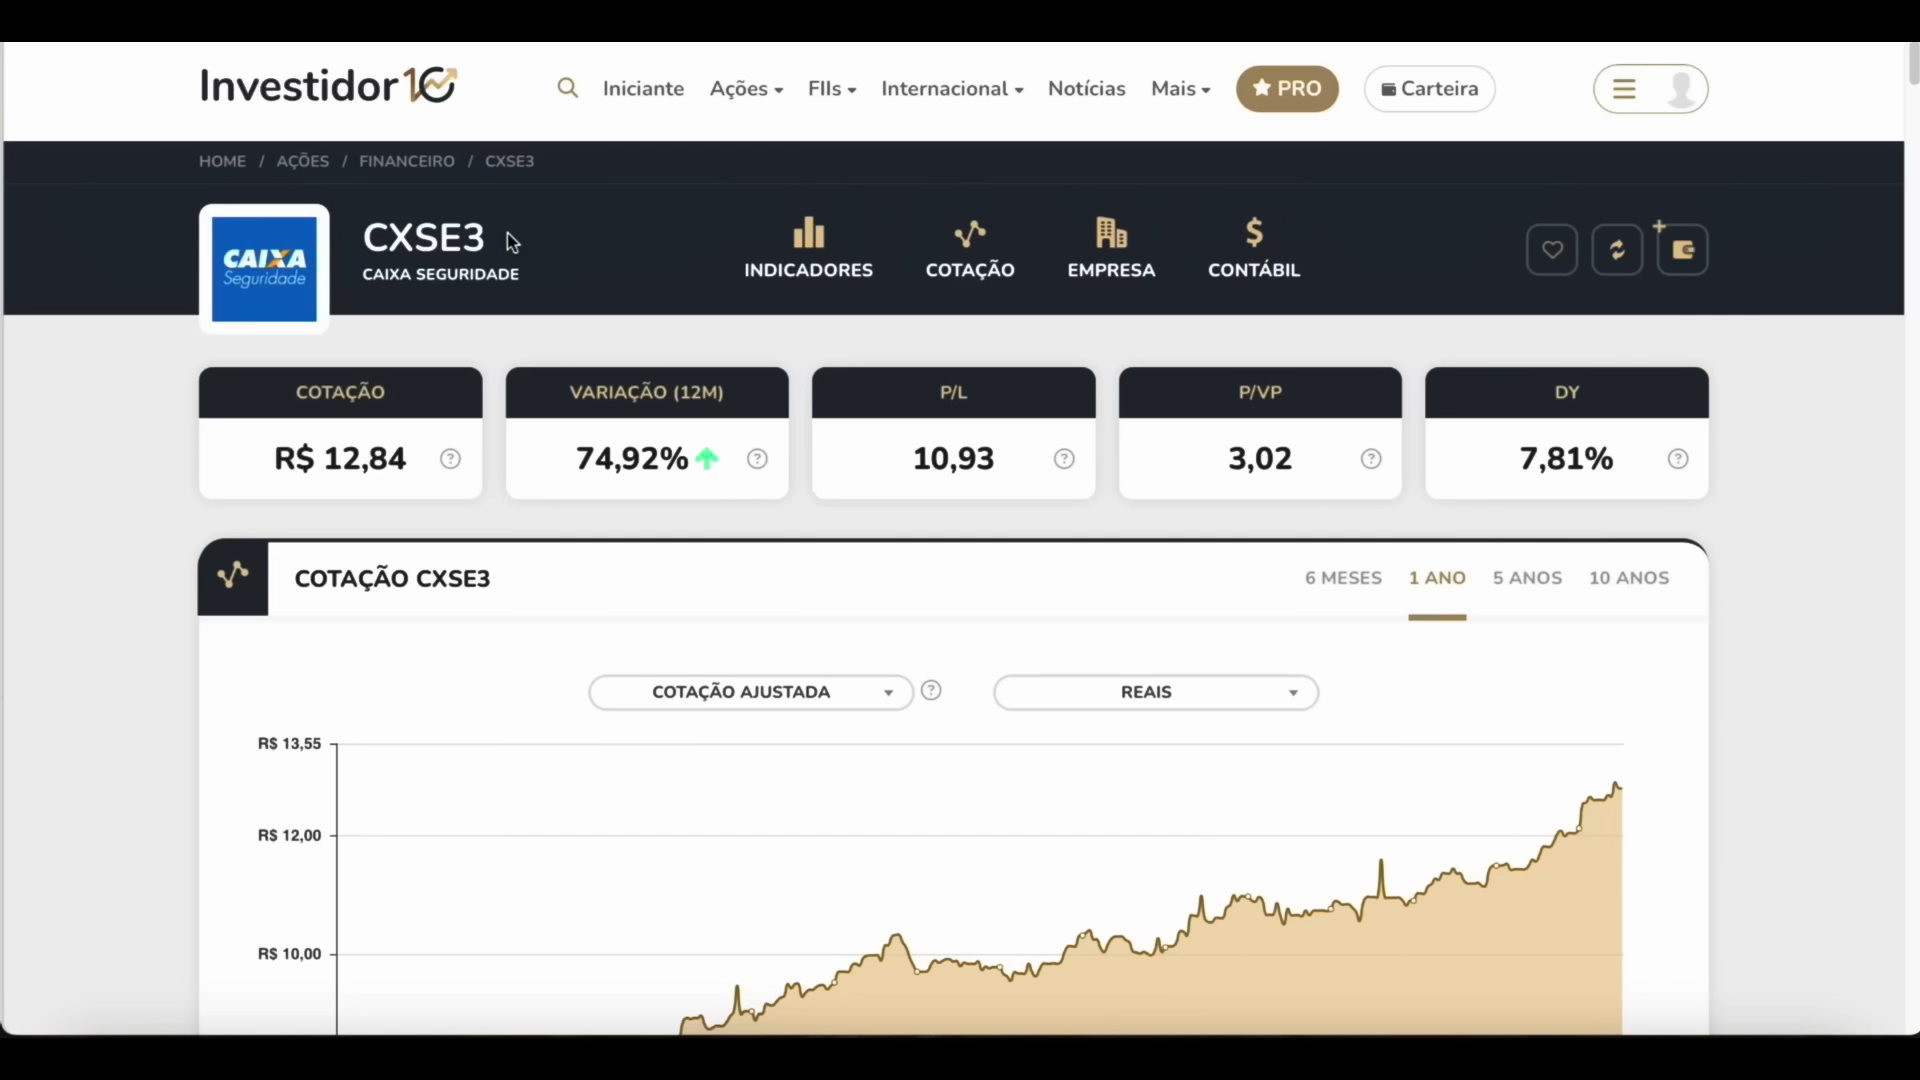 Investidor10
Iniciante Ações FIIs Internacional Notícias Mais PRO Carteira
HOME / AÇÕES / FINANCEIRO / CXSE3
CAIXA
Seguridade
CXSE3
CAIXA SEGURIDADE
INDICADORES COTAÇÃO EMPRESA CONTÁBIL
COTAÇÃO VARIAÇÃO (12M) P/L P/VP DY
R$ 12,84 ? 74,92% ? 10,93 ? 3,02 ? 7,81% ?
COTAÇÃO CXSE3 6 MESES 1 ANO 5 ANOS 10 ANOS
COTAÇÃO AJUSTADA ? REAIS
R$ 13,55
R$ 12,00
R$ 10,00